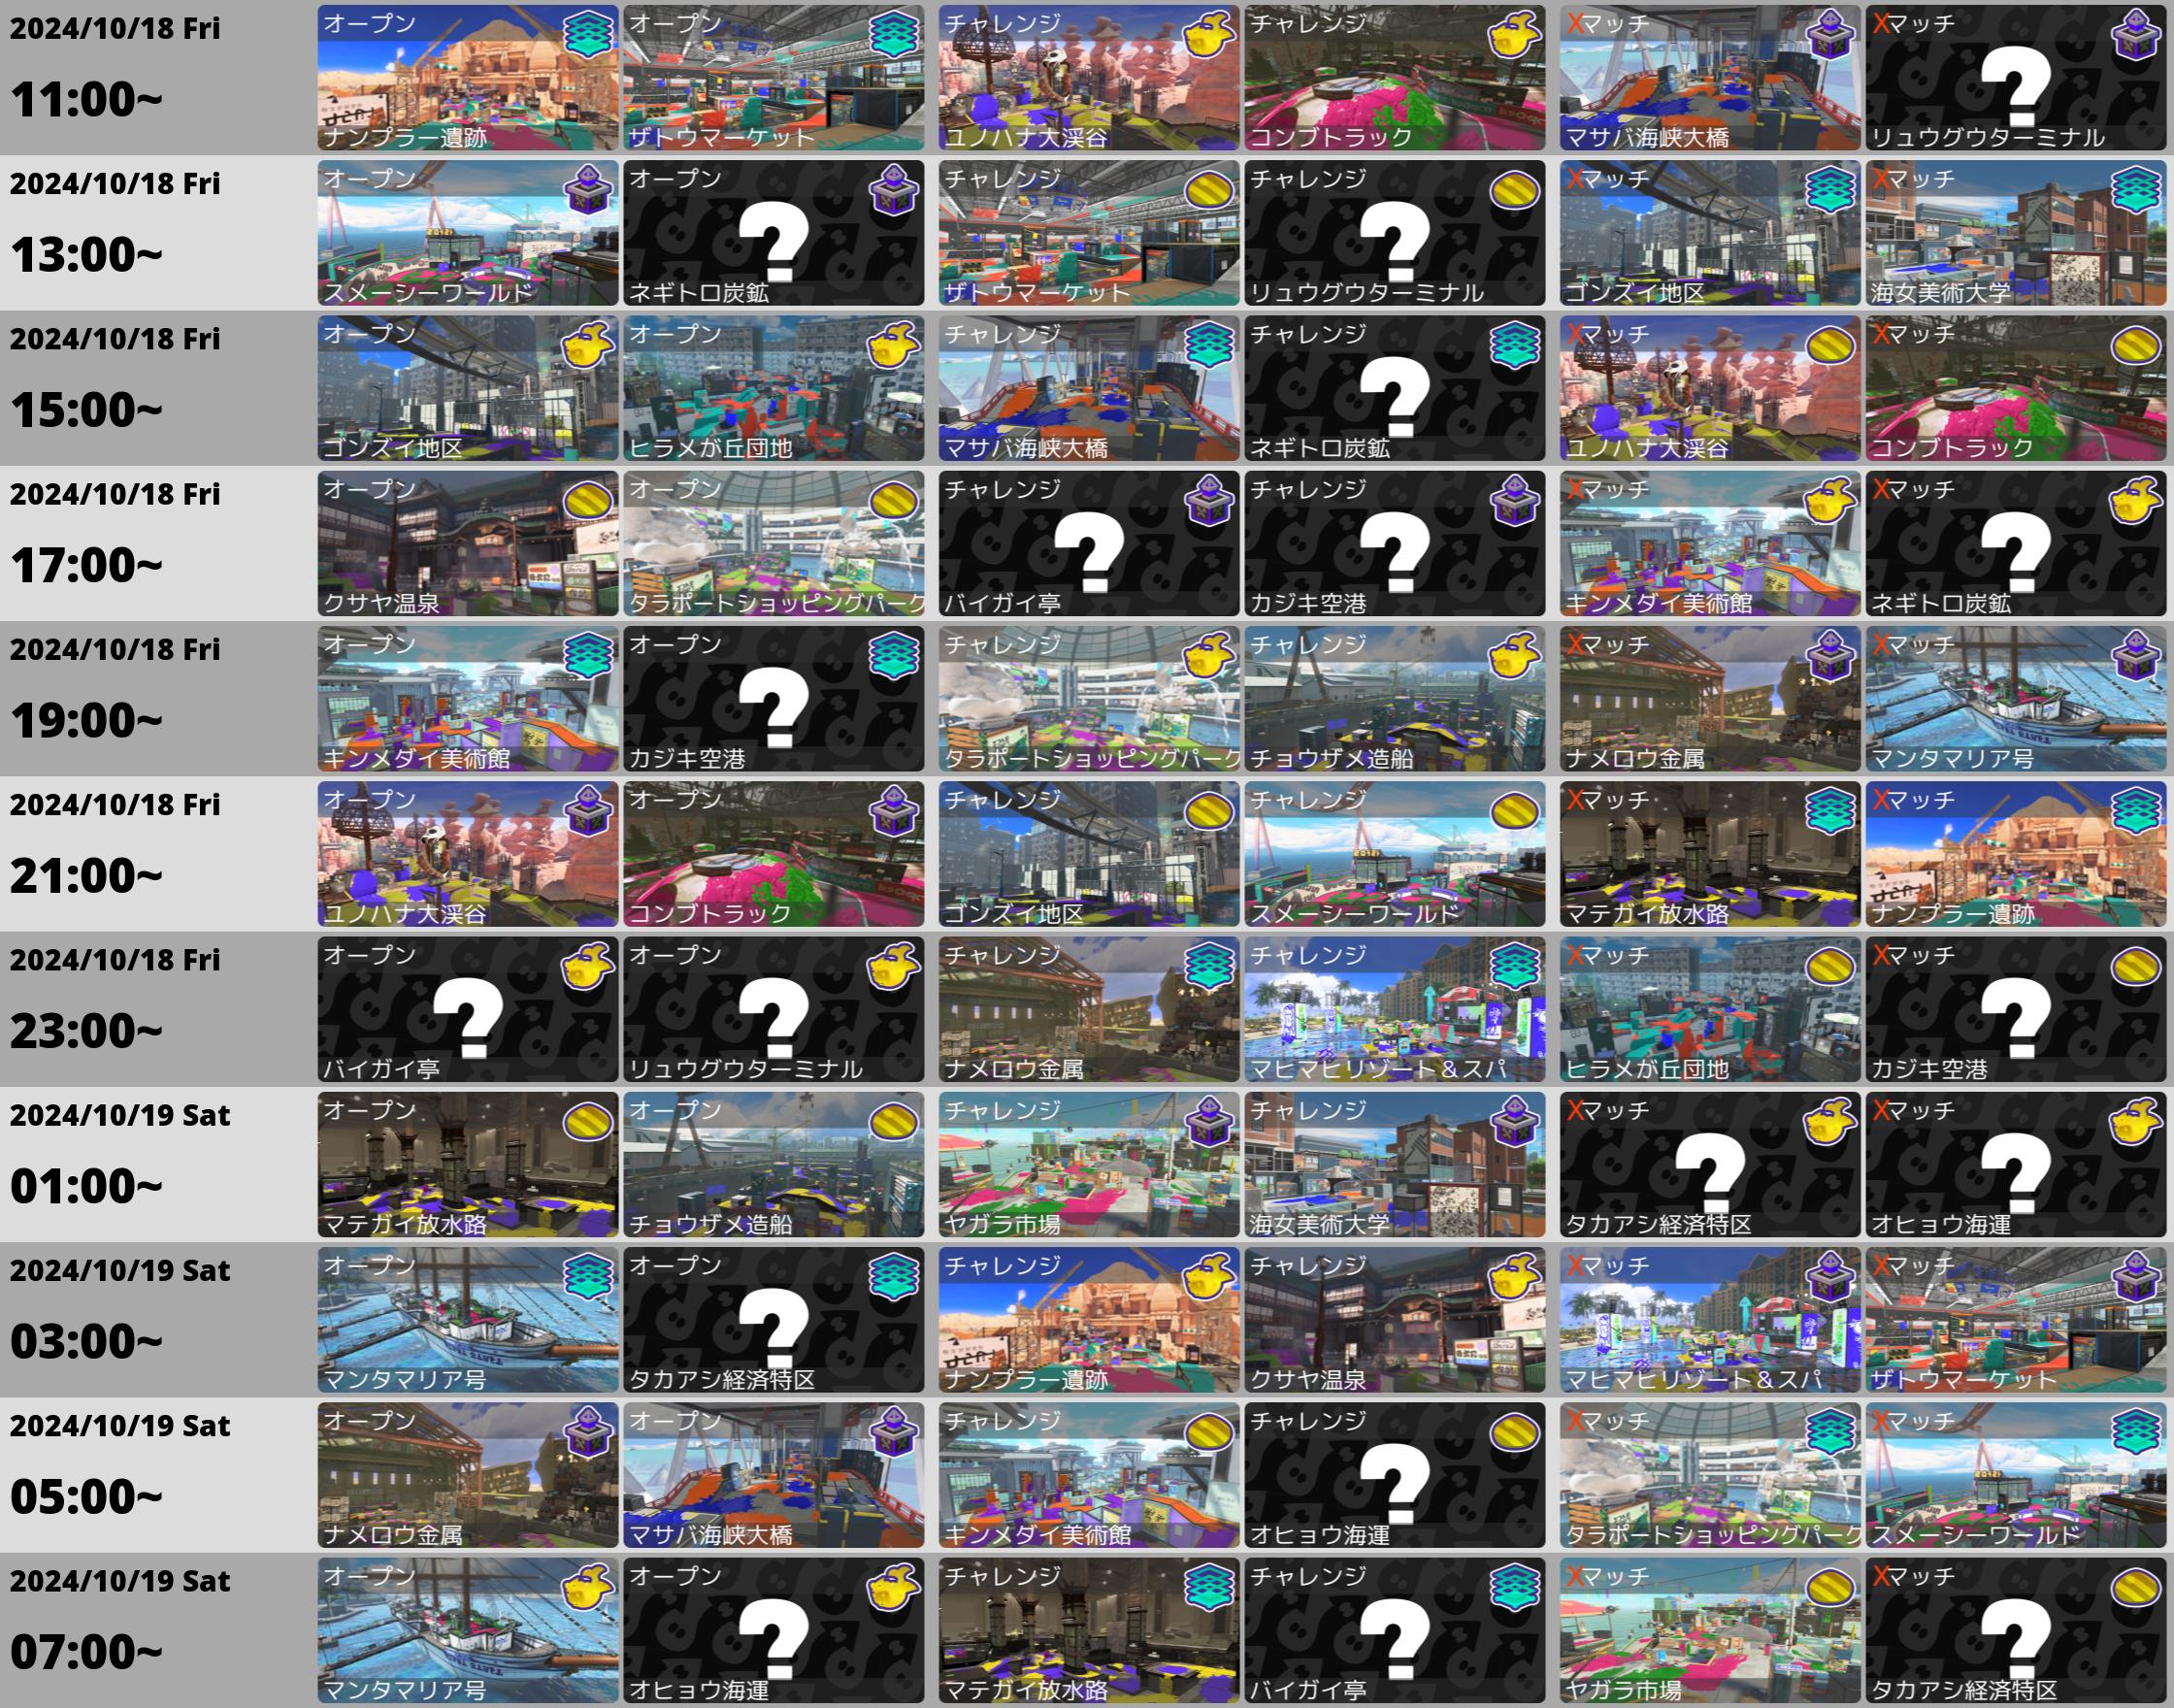 2024/10/18 Fri
11:00~
オープン
ナンプラー遺跡
オープン
ザトウマーケット
チャレンジ
ユノハナ大渓谷
チャレンジ
コンブトラック
Xマッチ
マサバ海峡大橋
Xマッチ
?
リュウグウターミナル
2024/10/18 Fri
13:00~
オープン
スメーシーワールド
オープン
?
ネギトロ炭鉱
チャレンジ
ザトウマーケット
チャレンジ
?
リュウグウターミナル
Xマッチ
ゴンズイ地区
Xマッチ
海女美術大学
2024/10/18 Fri
15:00~
オープン
ゴンズイ地区
オープン
ヒラメが丘団地
チャレンジ
マサバ海峡大橋
チャレンジ
?
ネギトロ炭鉱
Xマッチ
ユノハナ大渓谷
Xマッチ
コンブトラック
2024/10/18 Fri
17:00~
オープン
クサヤ温泉
オープン
タラポートショッピングパーク
チャレンジ
?
バイガイ亭
チャレンジ
?
カジキ空港
Xマッチ
キンメダイ美術館
Xマッチ
?
ネギトロ炭鉱
2024/10/18 Fri
19:00~
オープン
キンメダイ美術館
オープン
?
カジキ空港
チャレンジ
タラポートショッピングパーク
チャレンジ
チョウザメ造船
Xマッチ
ナメロウ金属
Xマッチ
マンタマリア号
2024/10/18 Fri
21:00~
オープン
ユノハナ大渓谷
オープン
コンブトラック
チャレンジ
ゴンズイ地区
チャレンジ
スメーシーワールド
Xマッチ
マテガイ放水路
Xマッチ
ナンプラー遺跡
2024/10/18 Fri
23:00~
オープン
?
バイガイ亭
オープン
?
リュウグウターミナル
チャレンジ
ナメロウ金属
チャレンジ
マヒマヒリゾート＆スパ
Xマッチ
ヒラメが丘団地
Xマッチ
?
カジキ空港
2024/10/19 Sat
01:00~
オープン
マテガイ放水路
オープン
チョウザメ造船
チャレンジ
ヤガラ市場
チャレンジ
海女美術大学
Xマッチ
?
タカアシ経済特区
Xマッチ
?
オヒョウ海運
2024/10/19 Sat
03:00~
オープン
マンタマリア号
オープン
?
タカアシ経済特区
チャレンジ
ナンプラー遺跡
チャレンジ
クサヤ温泉
Xマッチ
マヒマヒリゾート＆スパ
Xマッチ
ザトウマーケット
2024/10/19 Sat
05:00~
オープン
ナメロウ金属
オープン
マサバ海峡大橋
チャレンジ
キンメダイ美術館
チャレンジ
?
オヒョウ海運
Xマッチ
タラポートショッピングパーク
Xマッチ
スメーシーワールド
2024/10/19 Sat
07:00~
オープン
マンタマリア号
オープン
?
オヒョウ海運
チャレンジ
マテガイ放水路
チャレンジ
?
バイガイ亭
Xマッチ
ヤガラ市場
Xマッチ
?
タカアシ経済特区